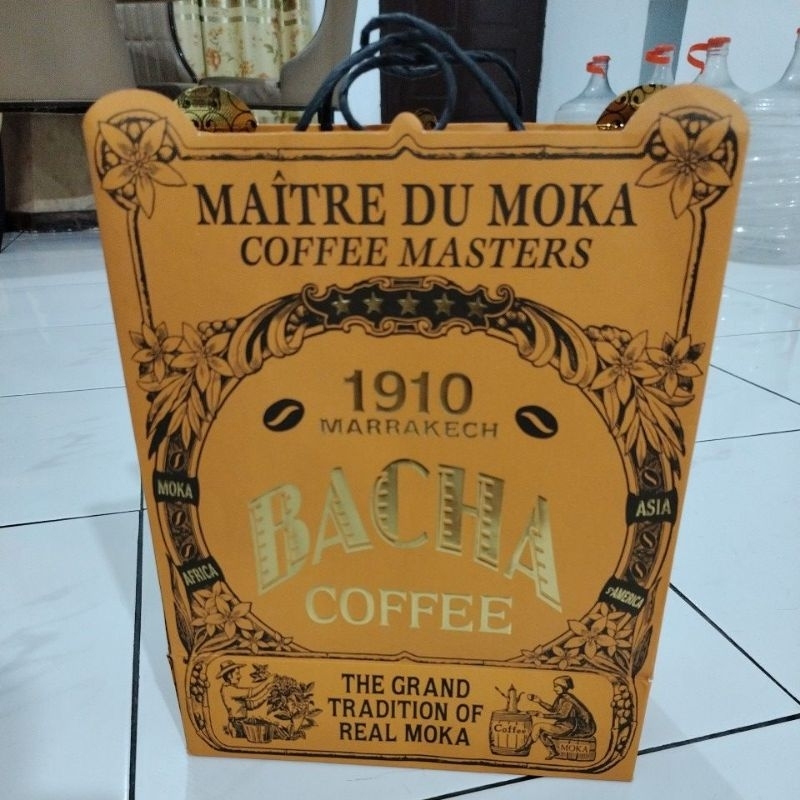 MAÎTRE DU MOKA
COFFEE MASTERS
1910
MARRAKECH
BACHA
COFFEE
MOKA
ASIA
AFRICA
S. AMERICA
THE GRAND
TRADITION OF
REAL MOKA
Coffee
MOKA